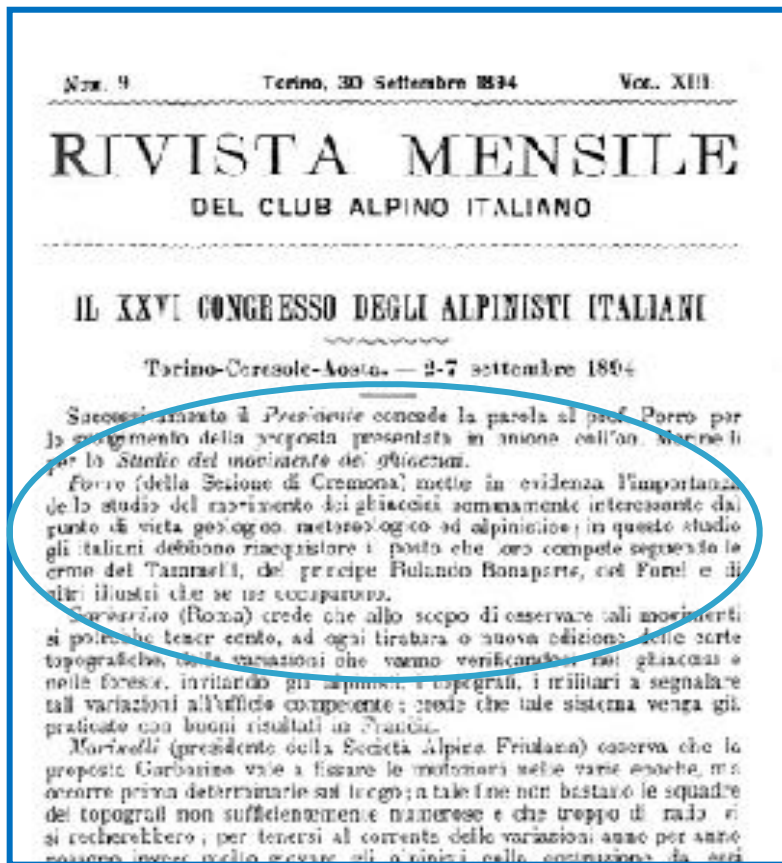 Num. 9 Torino, 30 Settembre 1894 Vol. XIII
RIVISTA MENSILE
DEL CLUB ALPINO ITALIANO
IL XXVI CONGRESSO DEGLI ALPINISTI ITALIANI
Torino-Ceresole-Aosta. — 2-7 settembre 1894
Successivamente il Presidente concede la parola al prof. Porro per
lo svolgimento della proposta presentata in unione coll'on. Marinelli
per lo Studio del movimento dei ghiacciai.
Porro (della Sezione di Cremona) mette in evidenza l'importanza
dello studio del movimento dei ghiacciai sommamente interessante dal
punto di vista geologico, metereologico ed alpinistico; in questo studio
gli italiani debbono riacquistare il posto che loro compete seguendo le
orme del Taramelli, del principe Rolando Bonaparte, del Forel e di
altri illustri che se ne occuparono.
Garbarino (Roma) crede che allo scopo di osservare tali movimenti
si potrebbe tener conto, ad ogni tiratura o nuova edizione delle carte
topografiche, delle variazioni che vanno verificandosi nei ghiacciai e
nelle foreste, invitando gli alpinisti, i topografi, i militari a segnalare
tali variazioni all'ufficio competente; crede che tale sistema venga già
praticato con buoni risultati in Francia.
Marinelli (presidente della Società Alpina Friulana) osserva che la
proposta Garbarino vale a fissare le mutazioni nelle varie epoche, ma
occorre prima determinarle sul luogo; a tale fine non bastano le squadre
dei topografi non sufficientemente numerose e che troppo di rado vi
si recherebbero; per tenersi al corrente delle variazioni anno per anno
possono invece molto giovare gli alpinisti